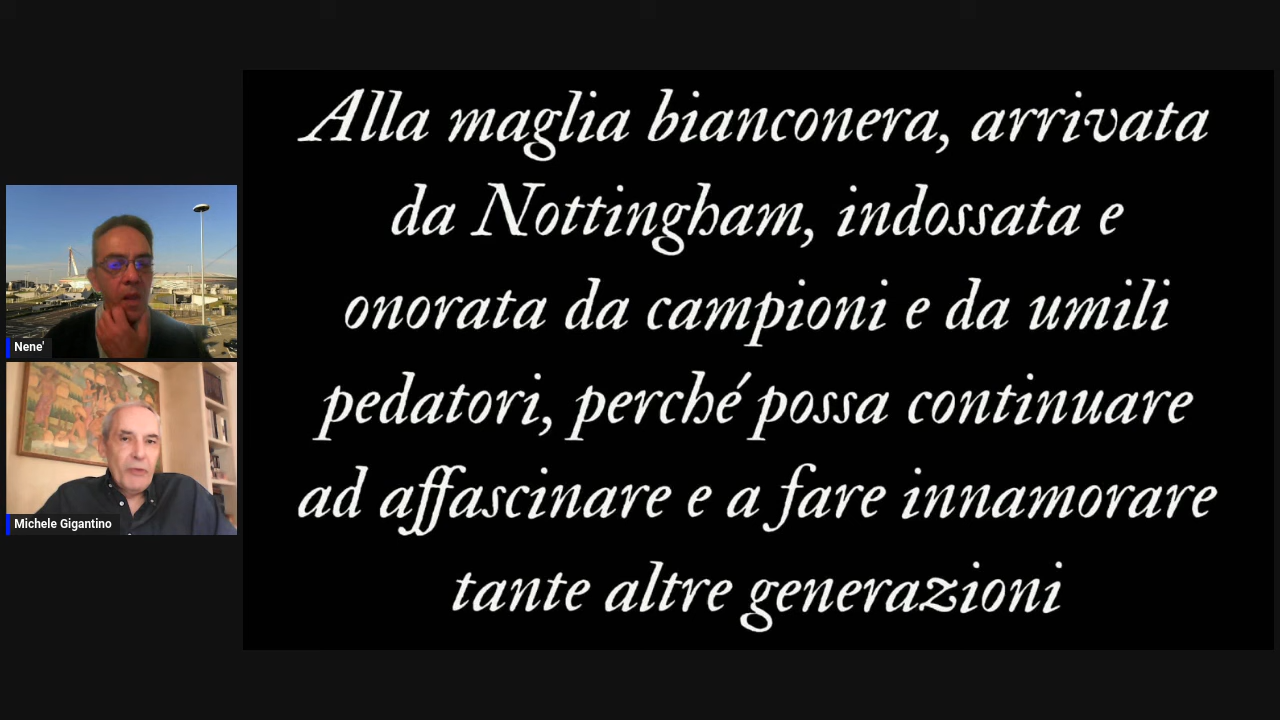 Nene'
Michele Gigantino
Alla maglia bianconera, arrivata
da Nottingham, indossata e
onorata da campioni e da umili
pedatori, perché possa continuare
ad affascinare e a fare innamorare
tante altre generazioni